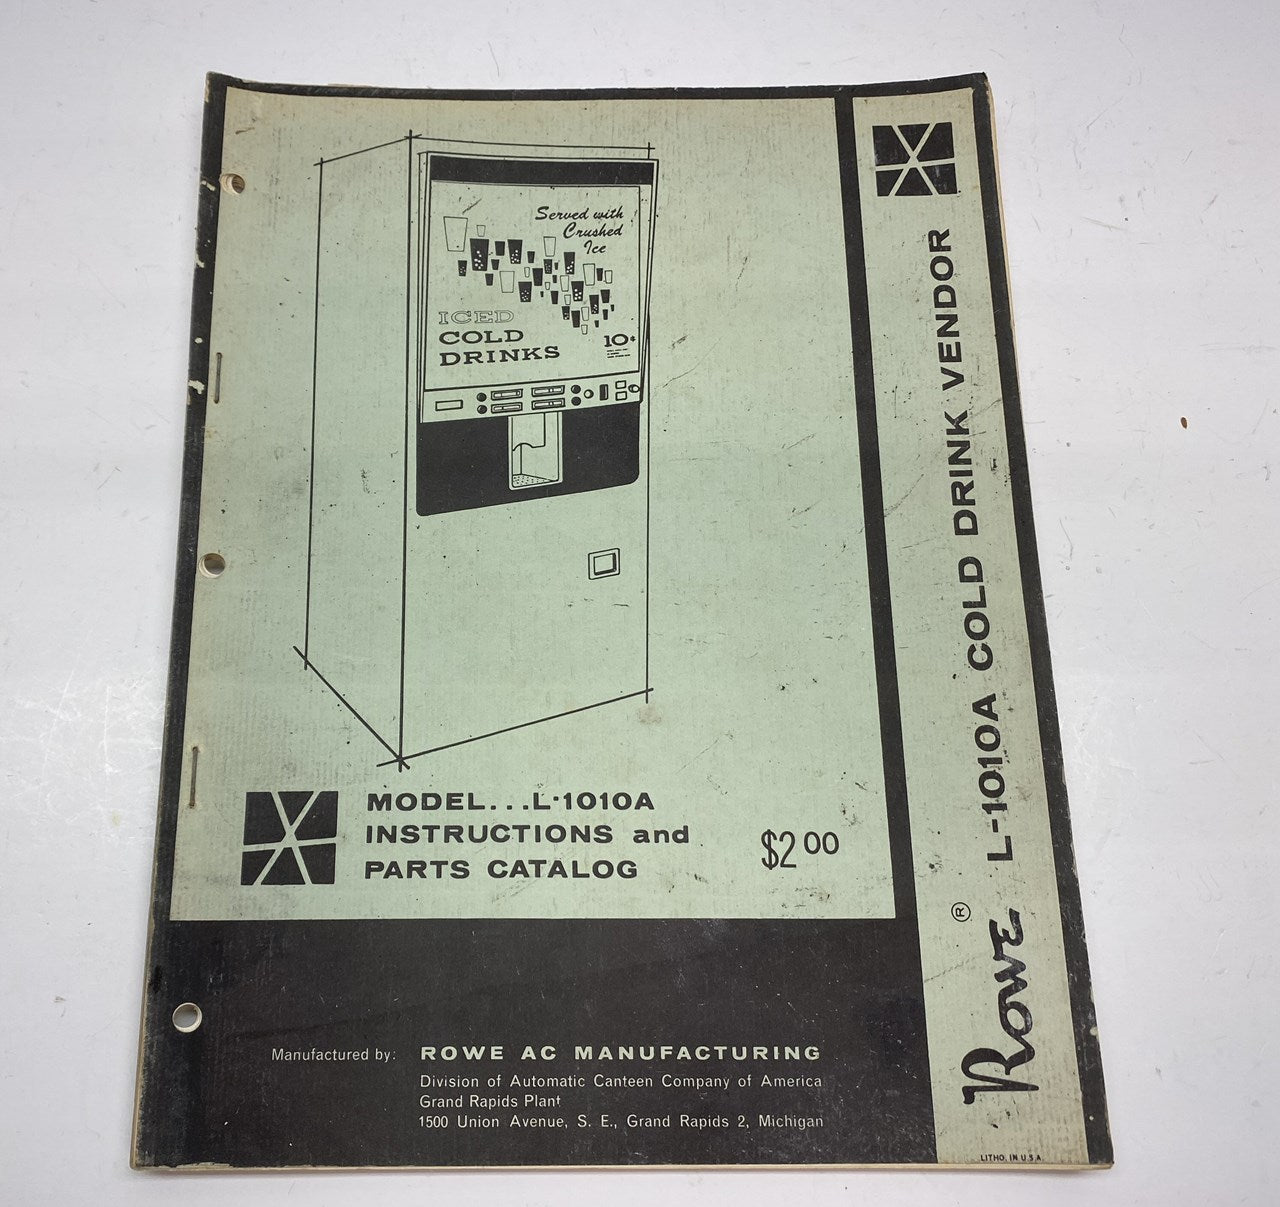 Served with
Crushed
Ice
ICED
COLD
DRINKS
10¢
MODEL...L-1010A
INSTRUCTIONS and
PARTS CATALOG
$2.00
Manufactured by: ROWE AC MANUFACTURING
Division of Automatic Canteen Company of America
Grand Rapids Plant
1500 Union Avenue, S. E., Grand Rapids 2, Michigan
Rowe® L-1010A COLD DRINK VENDOR
LITHO. IN U.S.A.